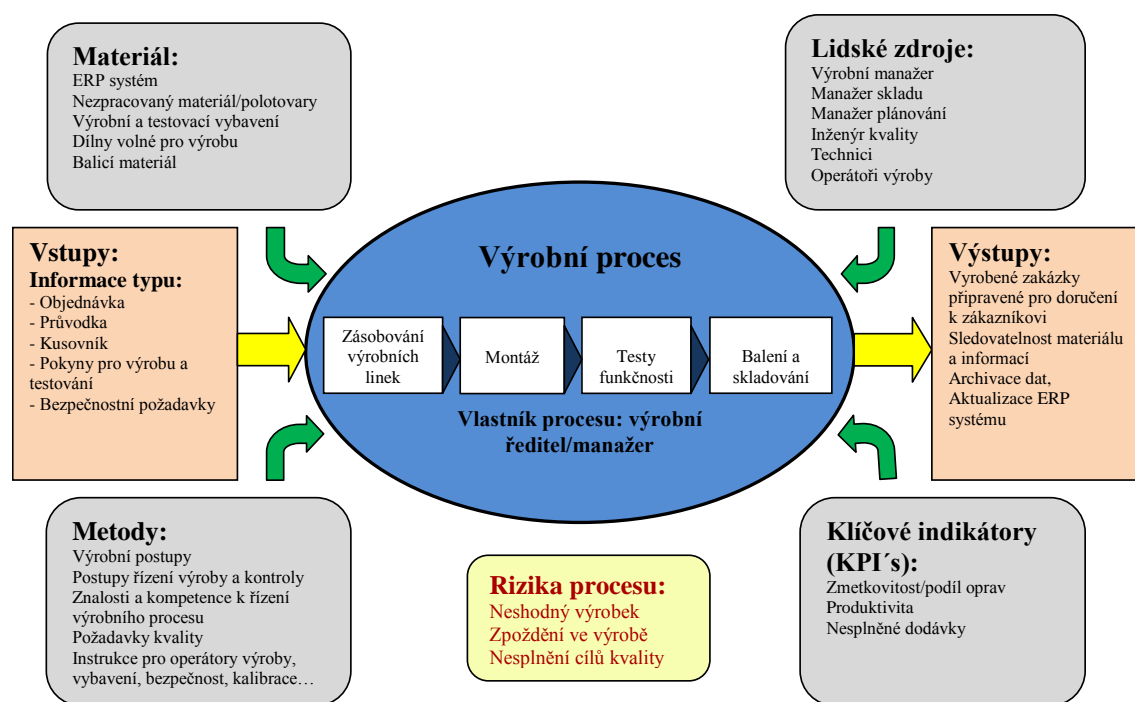 Materiál:
ERP systém
Nezpracovaný materiál/polotovary
Výrobní a testovací vybavení
Dílny volné pro výrobu
Balicí materiál
Lidské zdroje:
Výrobní manažer
Manažer skladu
Manažer plánování
Inženýr kvality
Technici
Operátoři výroby
Vstupy:
Informace typu:
- Objednávka
- Průvodka
- Kusovník
- Pokyny pro výrobu a
testování
- Bezpečnostní požadavky
Výrobní proces
Zásobování
výrobních
linek
Montáž
Testy
funkčnosti
Balení a
skladování
Vlastník procesu: výrobní
ředitel/manažer
Výstupy:
Vyrobené zakázky
připravené pro doručení
k zákazníkovi
Sledovatelnost materiálu
a informací
Archivace dat,
Aktualizace ERP
systému
Metody:
Výrobní postupy
Postupy řízení výroby a kontroly
Znalosti a kompetence k řízení
výrobního procesu
Požadavky kvality
Instrukce pro operátory výroby,
vybavení, bezpečnost, kalibrace…
Rizika procesu:
Neshodný výrobek
Zpoždění ve výrobě
Nesplnění cílů kvality
Klíčové indikátory
(KPI´s):
Zmetkovitost/podíl oprav
Produktivita
Nesplněné dodávky